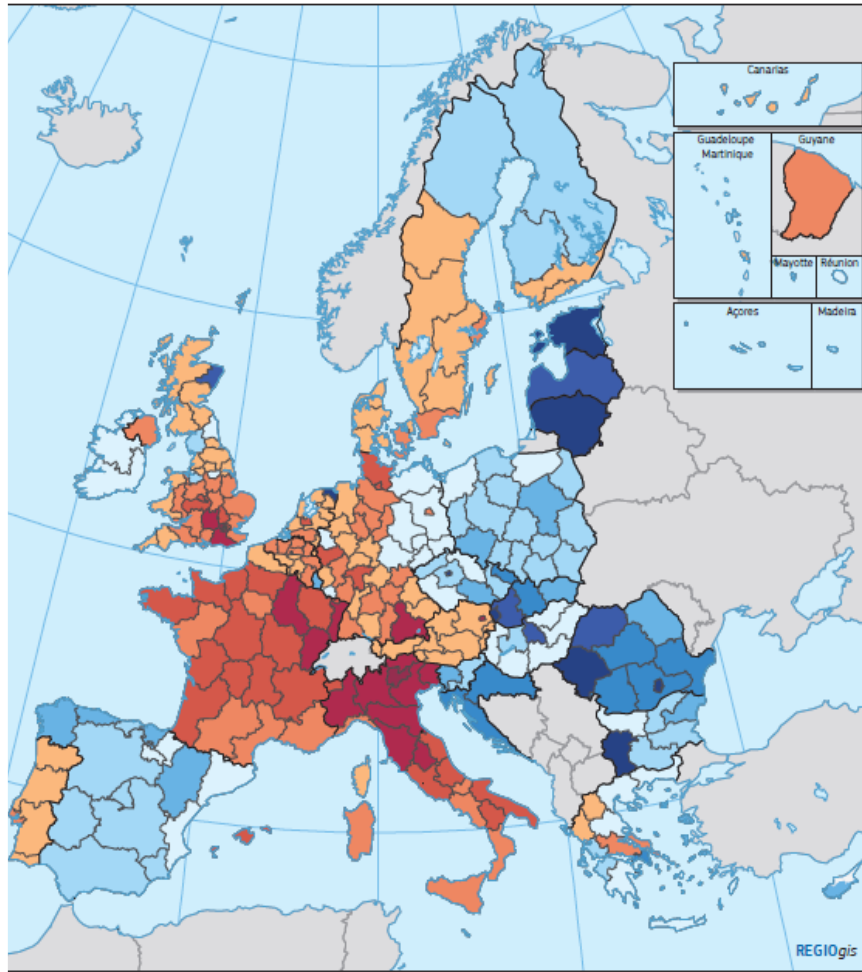 Canarias
Guadeloupe
Martinique
Guyane
Mayotte
Réunion
Açores
Madeira
REGIOgis